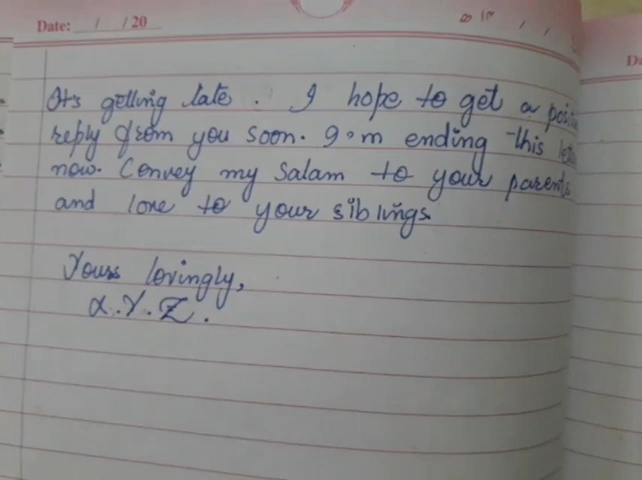 Date: / /20
Its getting late. I hope to get a
reply from you soon. I'm ending this
now. Convey my Salam to your parents
and love to your siblings.
Yours lovingly,
X.Y.Z.